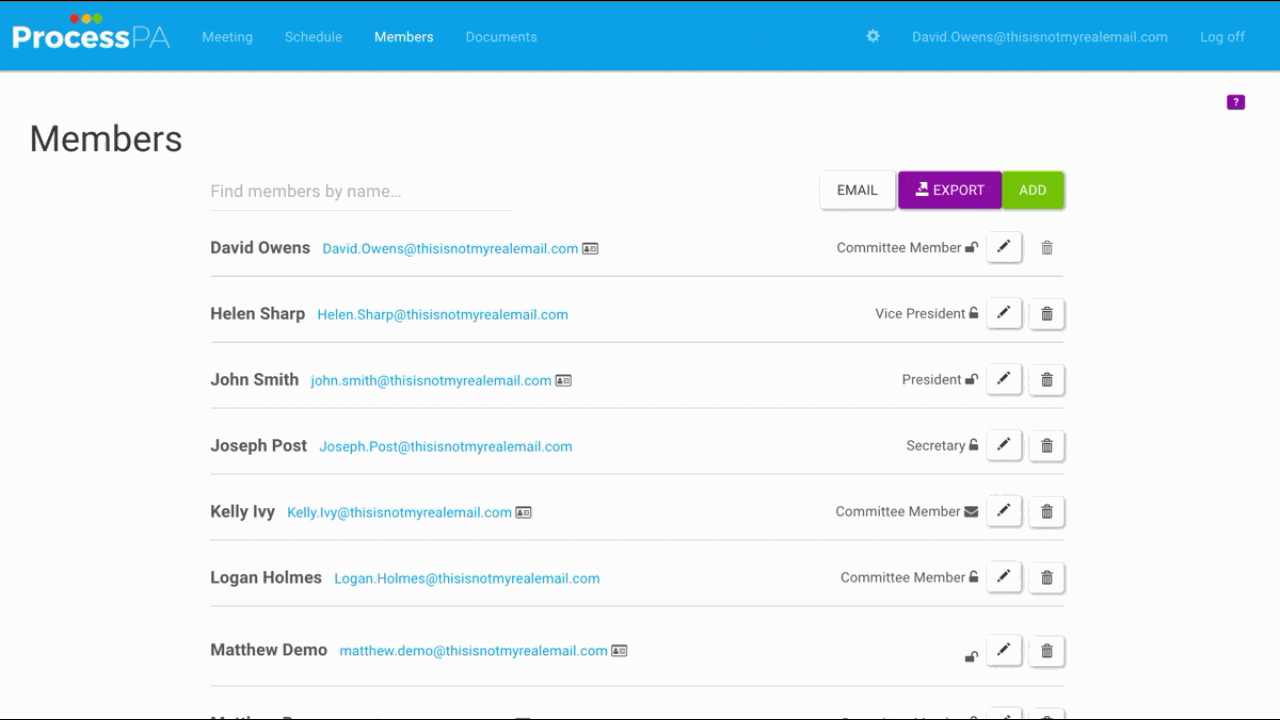 ProcessPA Meeting Schedule Members Documents David.Owens@thisisnotmyrealemail.com Log off
?
Members
Find members by name... EMAIL EXPORT ADD
David Owens David.Owens@thisisnotmyrealemail.com Committee Member
Helen Sharp Helen.Sharp@thisisnotmyrealemail.com Vice President
John Smith john.smith@thisisnotmyrealemail.com President
Joseph Post Joseph.Post@thisisnotmyrealemail.com Secretary
Kelly Ivy Kelly.Ivy@thisisnotmyrealemail.com Committee Member
Logan Holmes Logan.Holmes@thisisnotmyrealemail.com Committee Member
Matthew Demo matthew.demo@thisisnotmyrealemail.com